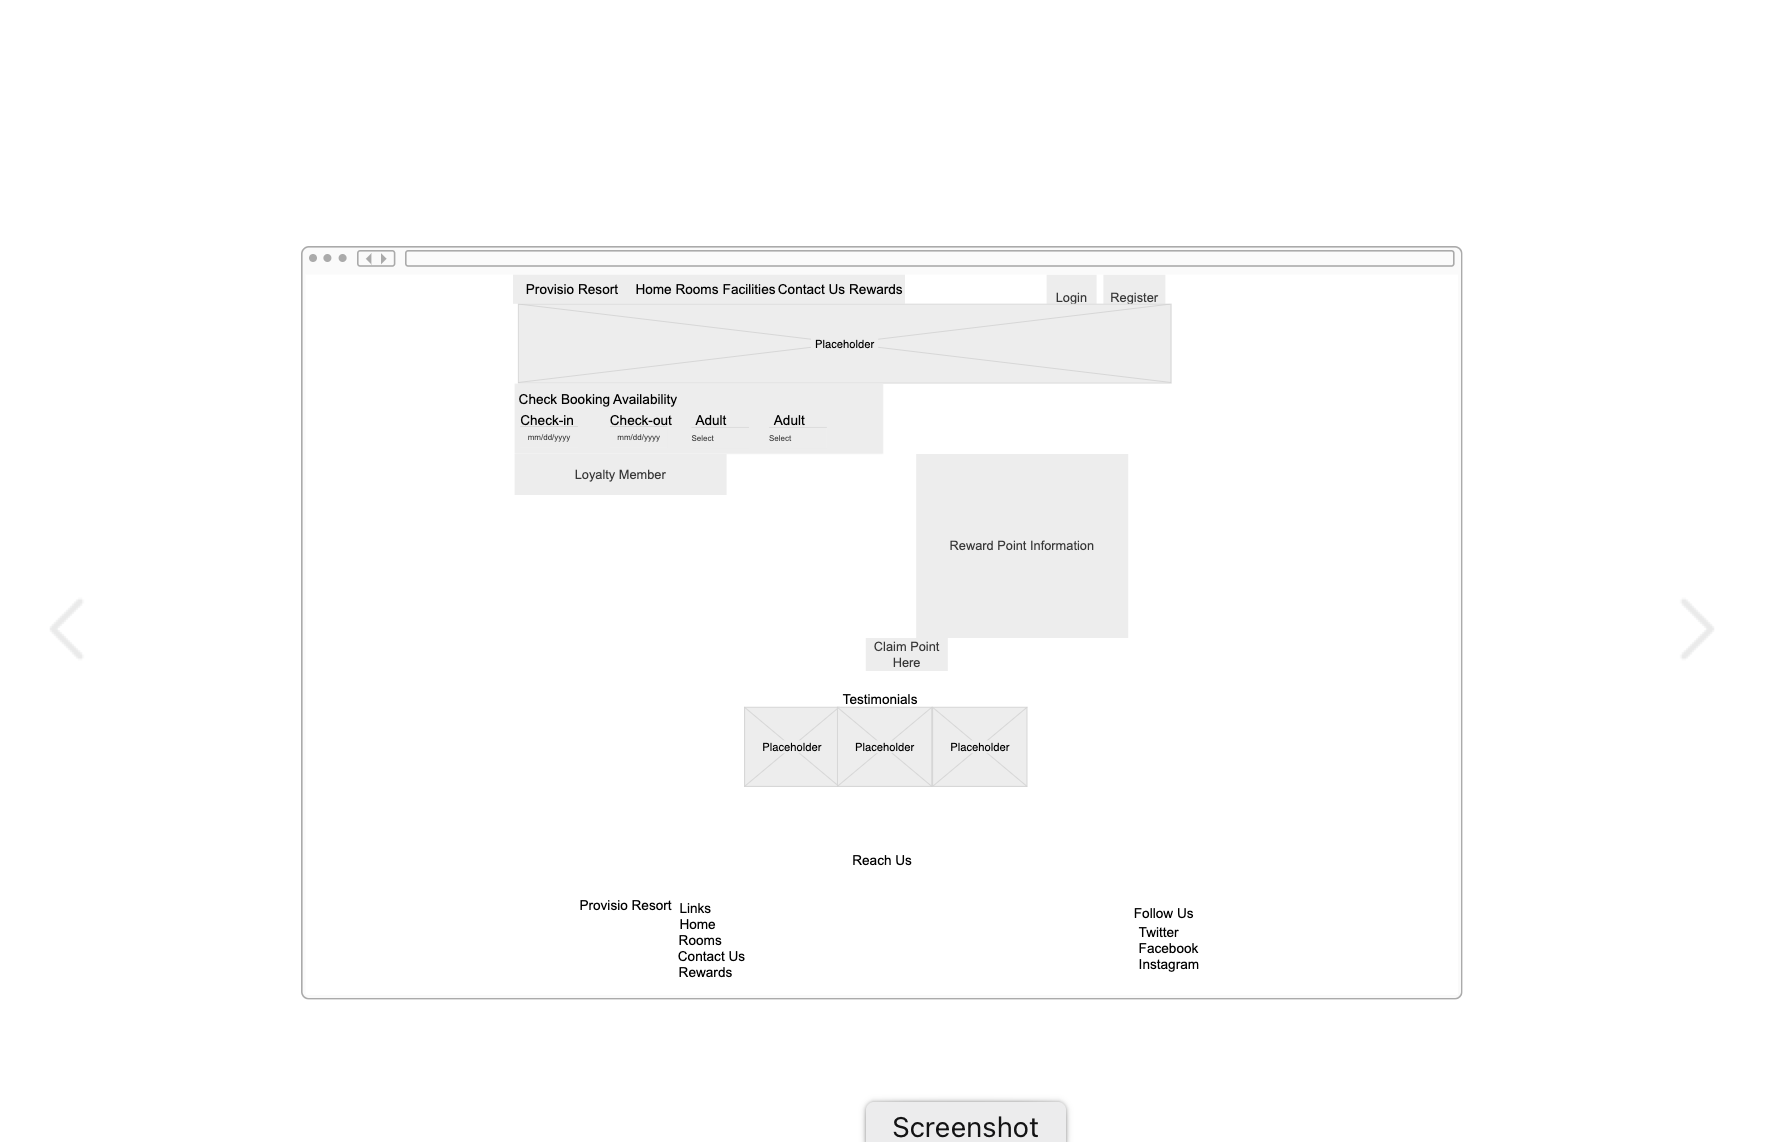 Provisio Resort Home Rooms Facilities Contact Us Rewards
Login Register
Placeholder
Check Booking Availability
Check-in Check-out Adult Adult
mm/dd/yyyy mm/dd/yyyy Select Select
Loyalty Member
Reward Point Information
Claim Point
Here
Testimonials
Placeholder Placeholder Placeholder
Reach Us
Provisio Resort
Links
Home
Rooms
Contact Us
Rewards
Follow Us
Twitter
Facebook
Instagram
Screenshot